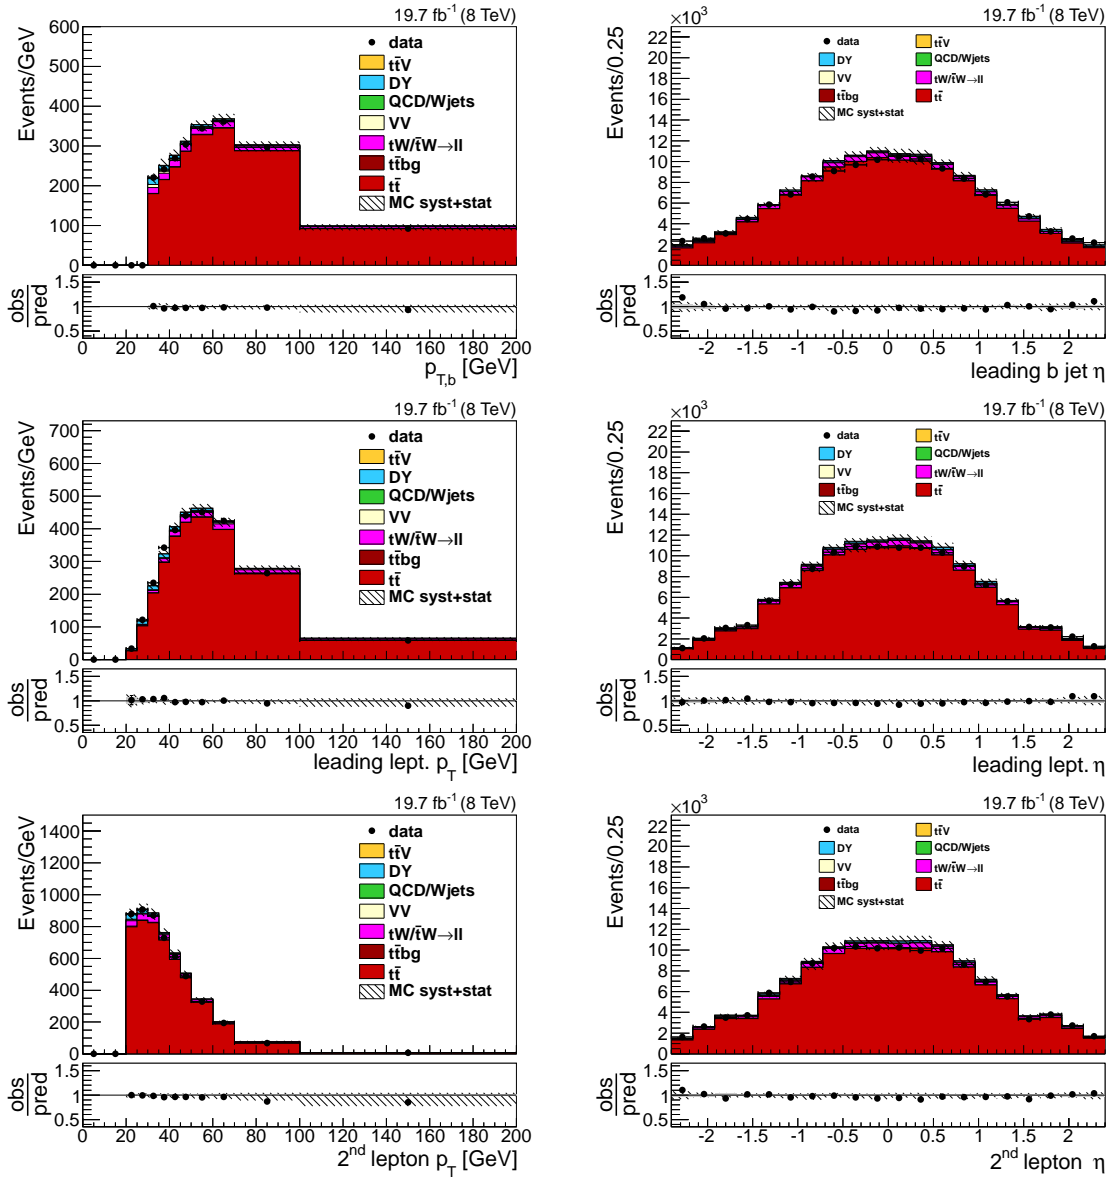 19.7 fb⁻¹ (8 TeV)
Events/GeV
600
500
400
300
200
100
0
data
tt̄V
DY
QCD/Wjets
VV
tW/t̄W→ll
tt̄bg
tt̄
MC syst+stat
obs
pred
1.5
1
0.5
0 20 40 60 80 100 120 140 160 180 200
p_T,b [GeV]
×10³
19.7 fb⁻¹ (8 TeV)
Events/0.25
22
20
18
16
14
12
10
8
6
4
2
0
data
DY
VV
tt̄bg
MC syst+stat
tt̄V
QCD/Wjets
tW/t̄W→ll
tt̄
obs
pred
1.5
1
0.5
-2 -1.5 -1 -0.5 0 0.5 1 1.5 2
leading b jet η
19.7 fb⁻¹ (8 TeV)
Events/GeV
700
600
500
400
300
200
100
0
data
tt̄V
DY
QCD/Wjets
VV
tW/t̄W→ll
tt̄bg
tt̄
MC syst+stat
obs
pred
1.5
1
0.5
0 20 40 60 80 100 120 140 160 180 200
leading lept. p_T [GeV]
×10³
19.7 fb⁻¹ (8 TeV)
Events/0.25
22
20
18
16
14
12
10
8
6
4
2
0
data
DY
VV
tt̄bg
MC syst+stat
tt̄V
QCD/Wjets
tW/t̄W→ll
tt̄
obs
pred
1.5
1
0.5
-2 -1.5 -1 -0.5 0 0.5 1 1.5 2
leading lept. η
19.7 fb⁻¹ (8 TeV)
Events/GeV
1400
1200
1000
800
600
400
200
0
data
tt̄V
DY
QCD/Wjets
VV
tW/t̄W→ll
tt̄bg
tt̄
MC syst+stat
obs
pred
1.5
1
0.5
0 20 40 60 80 100 120 140 160 180 200
2ⁿᵈ lepton p_T [GeV]
×10³
19.7 fb⁻¹ (8 TeV)
Events/0.25
22
20
18
16
14
12
10
8
6
4
2
0
data
DY
VV
tt̄bg
MC syst+stat
tt̄V
QCD/Wjets
tW/t̄W→ll
tt̄
obs
pred
1.5
1
0.5
-2 -1.5 -1 -0.5 0 0.5 1 1.5 2
2ⁿᵈ lepton η